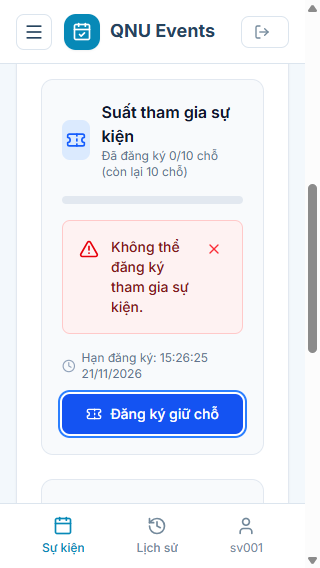 QNU Events
Suất tham gia sự
kiện
Đã đăng ký 0/10 chỗ
(còn lại 10 chỗ)
Không thể
đăng ký
tham gia sự
kiện.
Hạn đăng ký: 15:26:25
21/11/2026
Đăng ký giữ chỗ
Sự kiện
Lịch sử
sv001